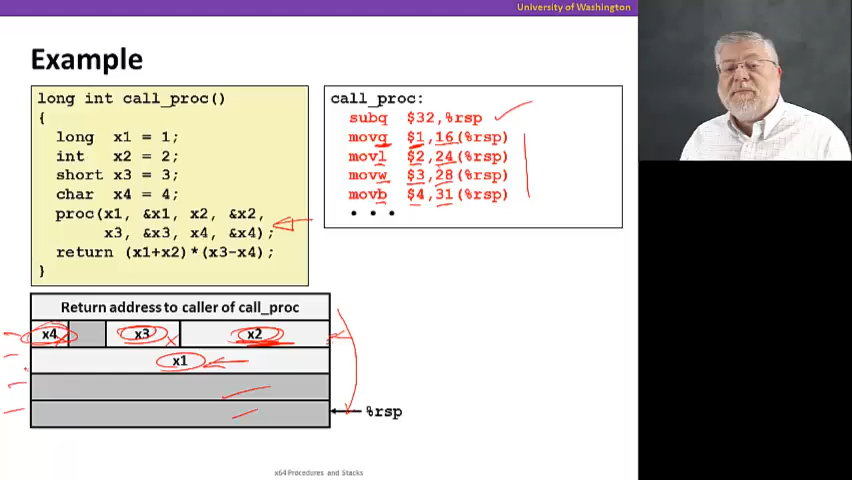 University of Washington
Example
long int call_proc()
{
long x1 = 1;
int x2 = 2;
short x3 = 3;
char x4 = 4;
proc(x1, &x1, x2, &x2,
x3, &x3, x4, &x4);
return (x1+x2)*(x3-x4);
}
call_proc:
subq $32,%rsp
movq $1,16(%rsp)
movl $2,24(%rsp)
movw $3,28(%rsp)
movb $4,31(%rsp)
• • •
Return address to caller of call_proc
x4 x3 x2
x1
%rsp
x64 Procedures and Stacks